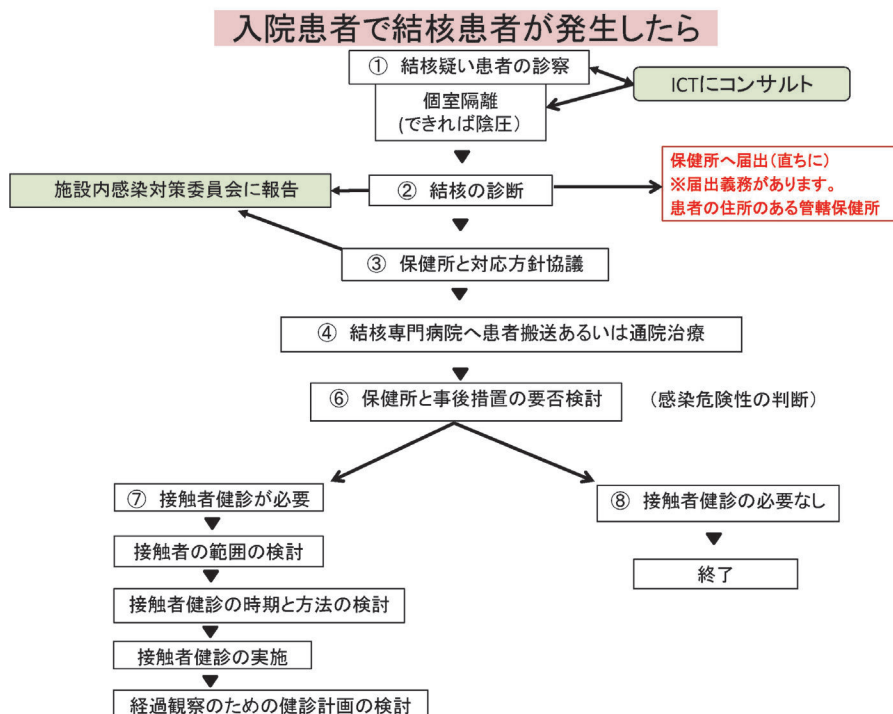 入院患者で結核患者が発生したら
① 結核疑い患者の診察
ICTにコンサルト
個室隔離
(できれば陰圧)
保健所へ届出(直ちに)
※届出義務があります。
患者の住所のある管轄保健所
施設内感染対策委員会に報告
② 結核の診断
③ 保健所と対応方針協議
④ 結核専門病院へ患者搬送あるいは通院治療
⑥ 保健所と事後措置の要否検討
(感染危険性の判断)
⑦ 接触者健診が必要
⑧ 接触者健診の必要なし
接触者の範囲の検討
終了
接触者健診の時期と方法の検討
接触者健診の実施
経過観察のための健診計画の検討